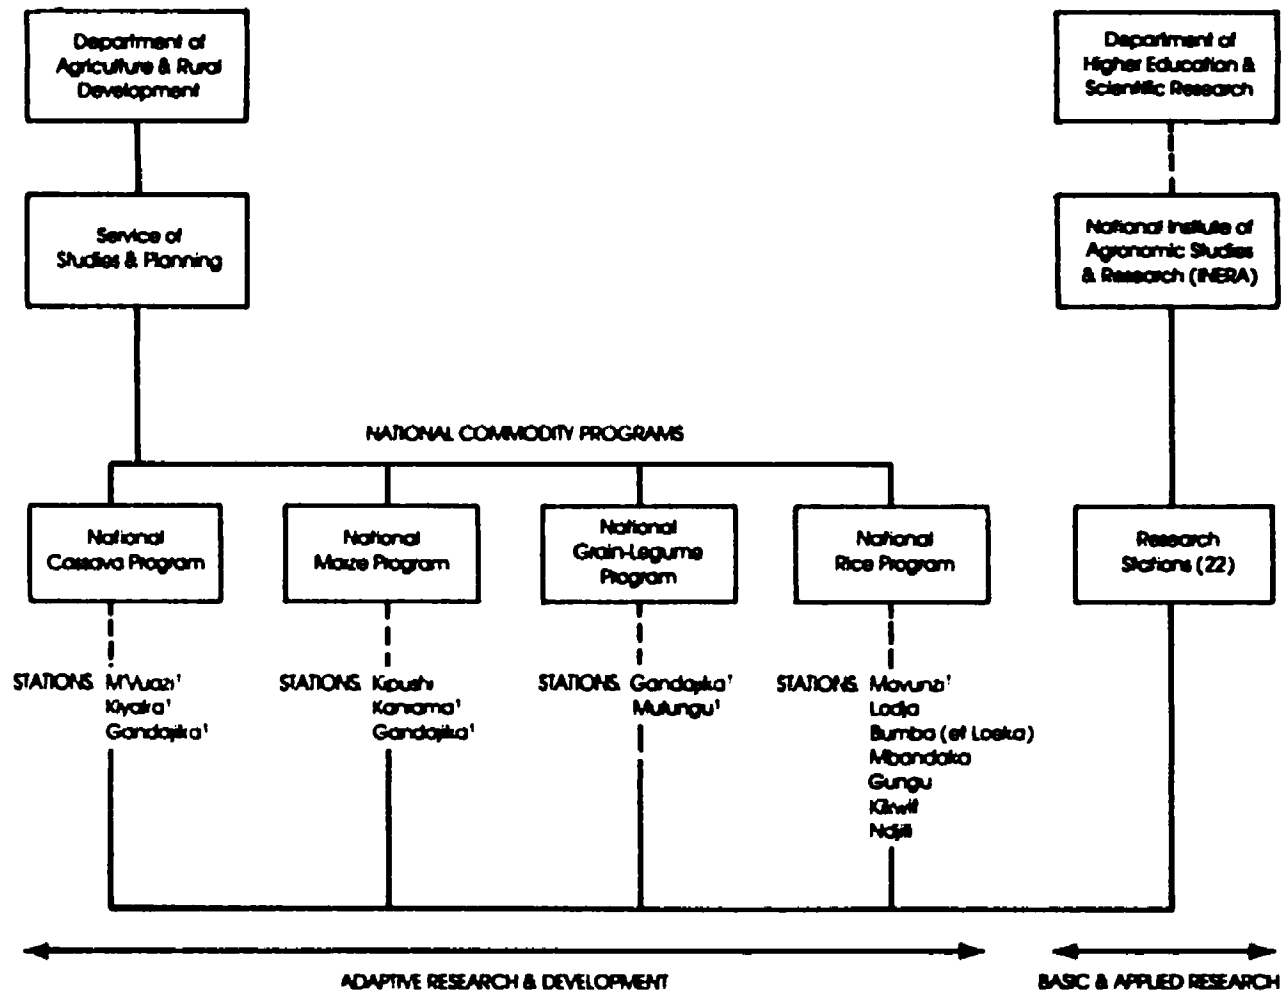 Department of
Agriculture & Rural
Development
Department of
Higher Education &
Scientific Research
Service of
Studies & Planning
National Institute of
Agronomic Studies
& Research (INERA)
NATIONAL COMMODITY PROGRAMS
National
Cassava Program
National
Maize Program
National
Grain-Legume
Program
National
Rice Program
Research
Stations (22)
STATIONS. M'Vuazi¹
Kiyaka¹
Gandajika¹
STATIONS. Kipushi
Kaniama¹
Gandajika¹
STATIONS. Gandajika¹
Mulungu¹
STATIONS. Mavunzi¹
Lodja
Bumba (et Loeka)
Mbandaka
Gungu
Kikwit
Ndjili
ADAPTIVE RESEARCH & DEVELOPMENT
BASIC & APPLIED RESEARCH